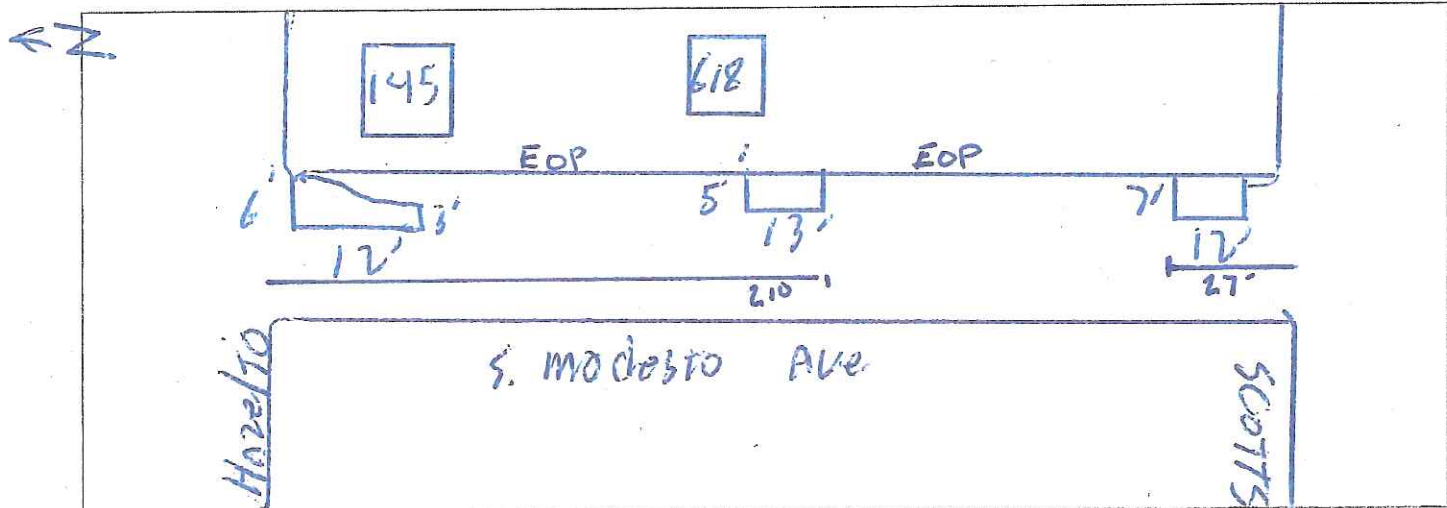 ← N
145
618
EOP
EOP
6'
3'
12'
5'
13'
7'
12'
210'
27'
S. Modesto Ave
Hazelto
SCOTTS